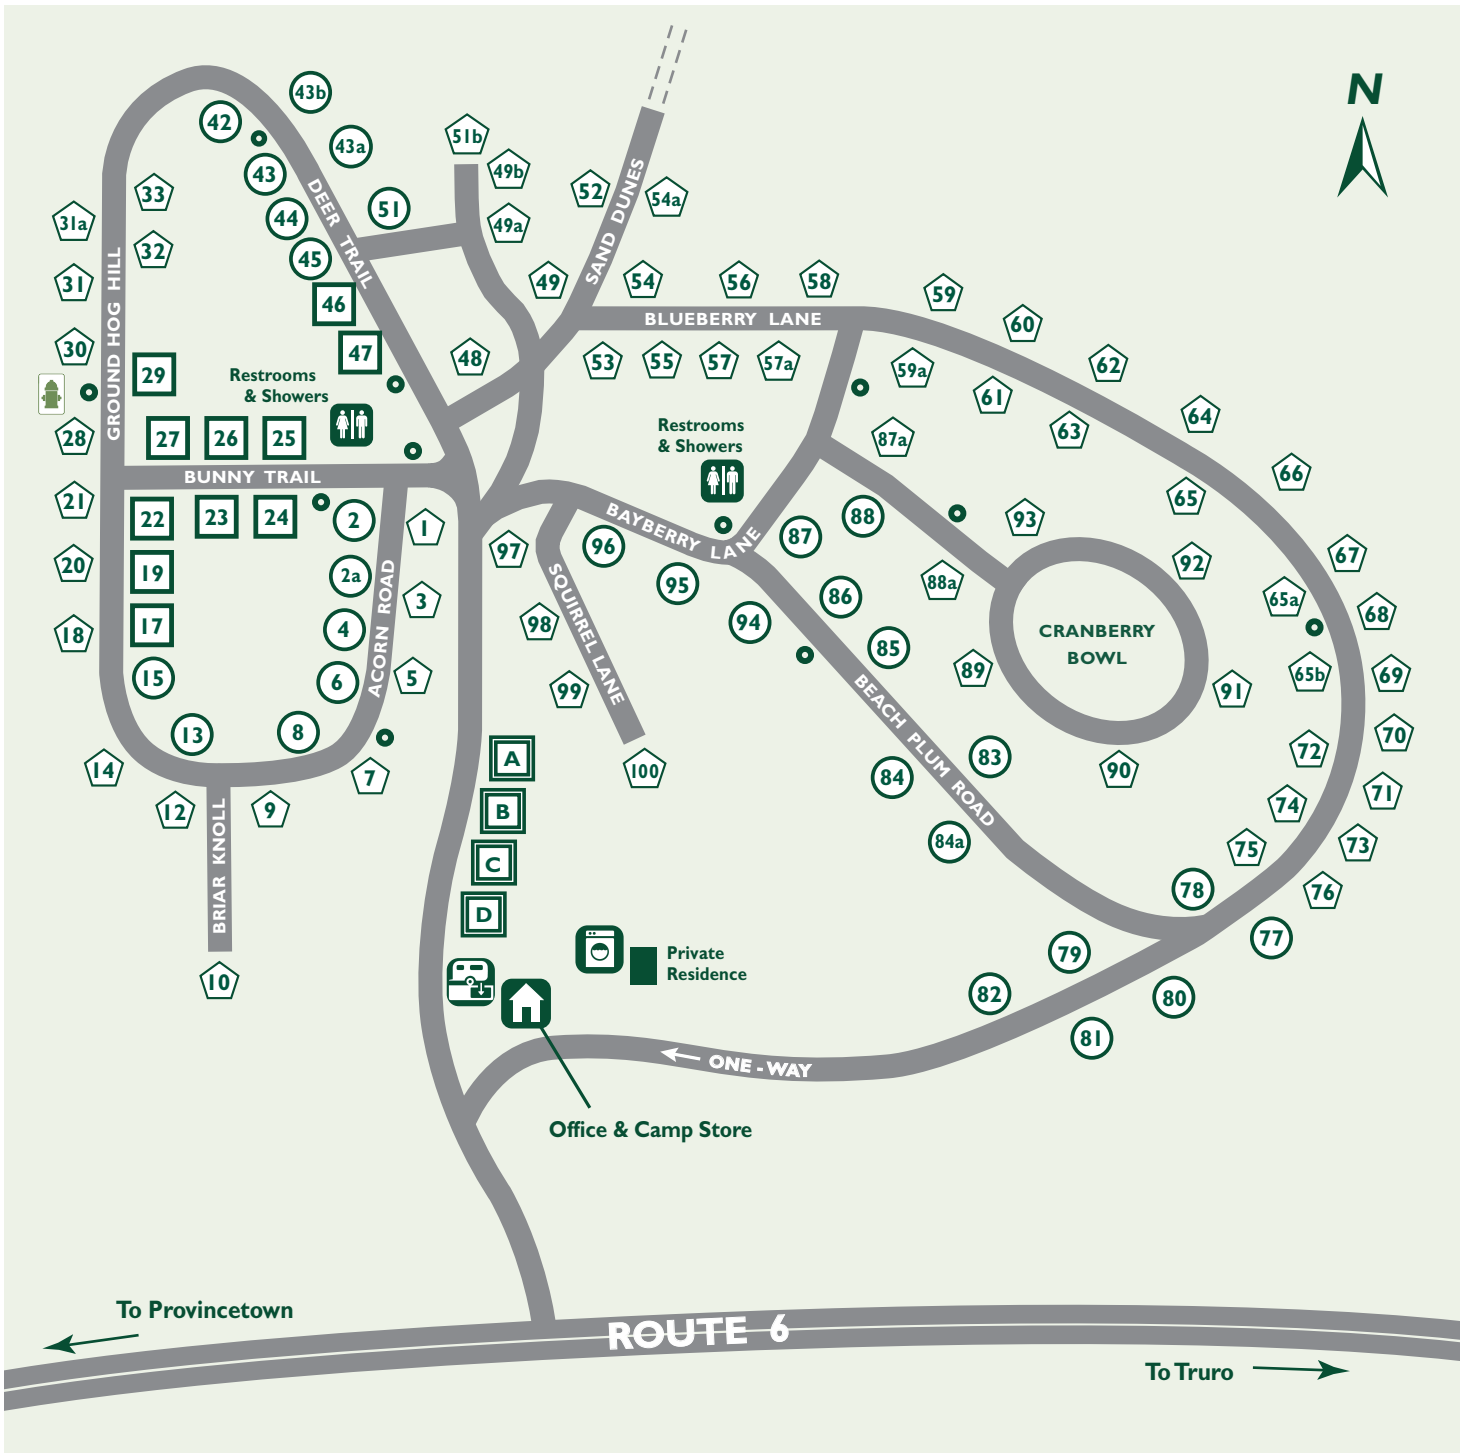 N
43b
42
43a
51b
43
49b
33
52
54a
51
44
31a
49a
32
45
DEER TRAIL
SAND DUNES
31
49
54
56
58
59
46
GROUND HOG HILL
BLUEBERRY LANE
60
30
47
48
53
55
57
57a
59a
62
29
Restrooms
& Showers
61
64
28
27
26
25
Restrooms
& Showers
87a
63
BUNNY TRAIL
66
21
22
23
24
2
1
BAYBERRY LANE
88
93
65
87
20
19
2a
97
96
92
67
3
ACORN ROAD
SQUIRREL LANE
95
86
88a
65a
68
18
17
4
98
94
CRANBERRY
BOWL
85
15
6
5
99
BEACH PLUM ROAD
89
91
65b
69
13
8
14
7
A
100
84
83
90
72
70
12
9
B
74
71
BRIAR KNOLL
C
84a
75
73
D
78
76
10
Private
Residence
79
77
82
80
81
ONE - WAY
Office & Camp Store
To Provincetown
ROUTE 6
To Truro